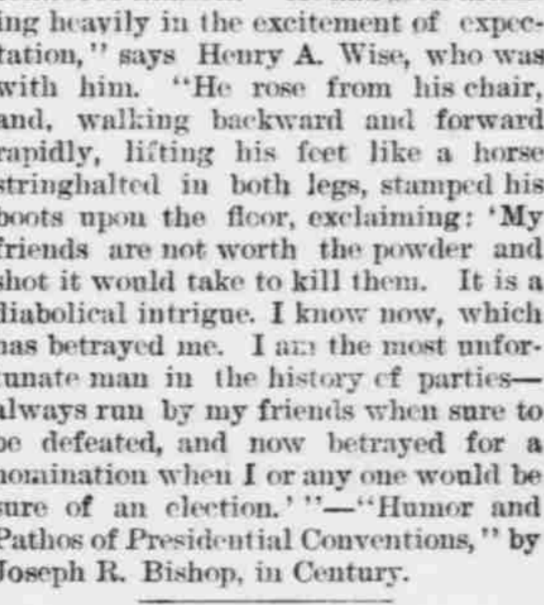 ing heavily in the excitement of expec-
tation," says Henry A. Wise, who was
with him. "He rose from his chair,
and, walking backward and forward
rapidly, lifting his feet like a horse
stringhalted in both legs, stamped his
boots upon the floor, exclaiming: 'My
friends are not worth the powder and
shot it would take to kill them. It is a
diabolical intrigue. I know now, which
has betrayed me. I am the most unfor-
tunate man in the history of parties—
always run by my friends when sure to
be defeated, and now betrayed for a
nomination when I or any one would be
sure of an election.' "—"Humor and
Pathos of Presidential Conventions," by
Joseph R. Bishop, in Century.